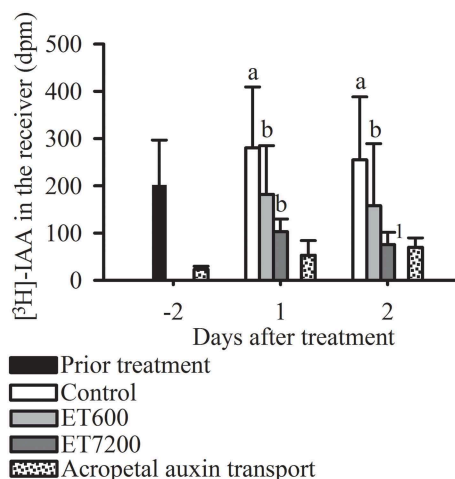 [³H]-IAA in the receiver (dpm)
500
400
300
200
100
0
a
b
b
a
b
l
-2
1
2
Days after treatment
Prior treatment
Control
ET600
ET7200
Acropetal auxin transport